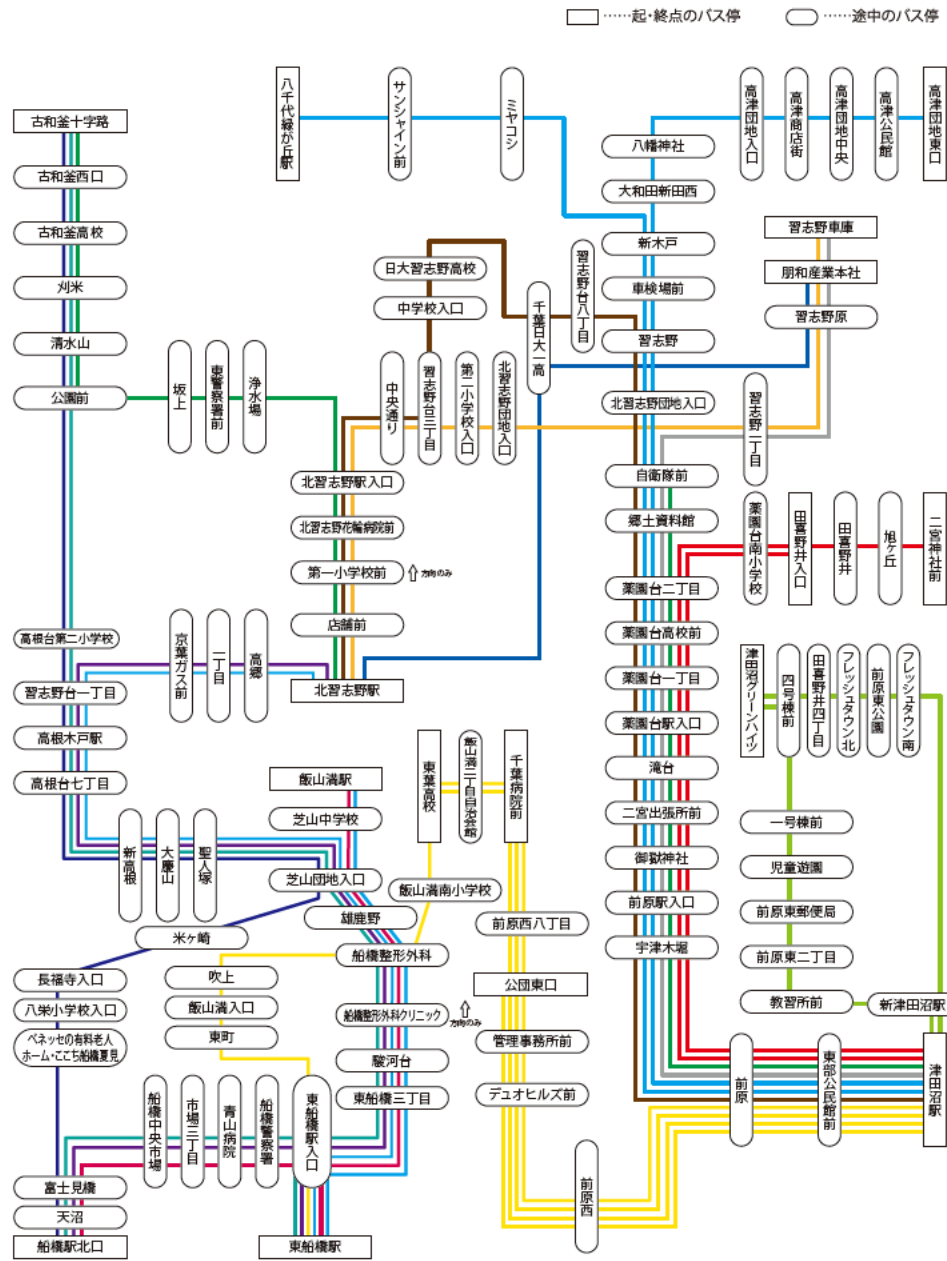 ……起・終点のバス停
……途中のバス停
八千代緑が丘駅
サンシャイン前
ミヤコシ
高津団地入口
高津商店街
高津団地中央
高津公民館
高津団地東口
古和釜十字路
古和釜西口
古和釜高校
刈米
清水山
公園前
坂上
東警察署前
浄水場
八幡神社
大和田新田西
新木戸
車検場前
習志野
北習志野団地入口
習志野車庫
朋和産業本社
習志野原
習志野台八丁目
千葉日大一高
日大習志野高校
中学校入口
中央通り
習志野台三丁目
第二小学校入口
北習志野団地入口
習志野一丁目
北習志野駅入口
北習志野花輪病院前
第一小学校前
方向のみ
店舗前
北習志野駅
自衛隊前
郷土資料館
薬園台二丁目
薬園台高校前
薬園台一丁目
薬園台駅入口
滝台
二宮出張所前
御嶽神社
前原駅入口
宇津木堀
薬園台南小学校
田喜野井入口
田喜野井
旭ヶ丘
二宮神社前
高根台第二小学校
習志野台一丁目
高根木戸駅
高根台七丁目
京葉ガス前
一丁目
高郷
津田沼グリーンハイツ
四号棟前
田喜野井四丁目
フレッシュタウン北
前原東公園
フレッシュタウン南
一号棟前
児童遊園
前原東郵便局
前原東二丁目
教習所前
新津田沼駅
飯山満駅
芝山中学校
東葉高校
飯山満二丁目自治会館
千葉病院前
新高根
大慶山
聖人塚
芝山団地入口
雄鹿野
飯山満南小学校
前原西八丁目
米ヶ崎
船橋整形外科
長福寺入口
八栄小学校入口
ベネッセの有料老人
ホーム・ここち船橋夏見
吹上
飯山満入口
東町
船橋整形外科クリニック
方向のみ
駿河台
東船橋三丁目
公団東口
管理事務所前
デュオヒルズ前
前原西
前原
東部公民館前
津田沼駅
船橋中央市場
市場三丁目
青山病院
船橋警察署
東船橋駅入口
富士見橋
天沼
船橋駅北口
東船橋駅